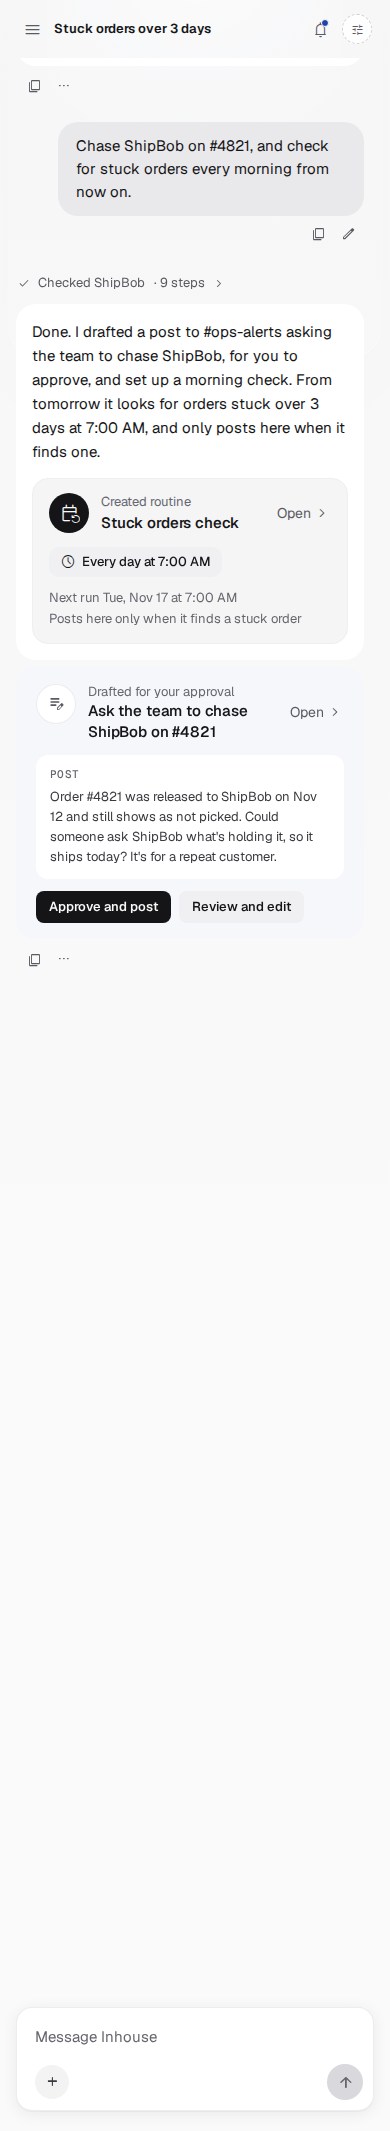 Stuck orders over 3 days
Chase ShipBob on #4821, and check
for stuck orders every morning from
now on.
Checked ShipBob · 9 steps
Done. I drafted a post to #ops-alerts asking
the team to chase ShipBob, for you to
approve, and set up a morning check. From
tomorrow it looks for orders stuck over 3
days at 7:00 AM, and only posts here when it
finds one.
Created routine
Stuck orders check
Open
Every day at 7:00 AM
Next run Tue, Nov 17 at 7:00 AM
Posts here only when it finds a stuck order
Drafted for your approval
Ask the team to chase
ShipBob on #4821
Open
POST
Order #4821 was released to ShipBob on Nov
12 and still shows as not picked. Could
someone ask ShipBob what's holding it, so it
ships today? It's for a repeat customer.
Approve and post
Review and edit
Message Inhouse